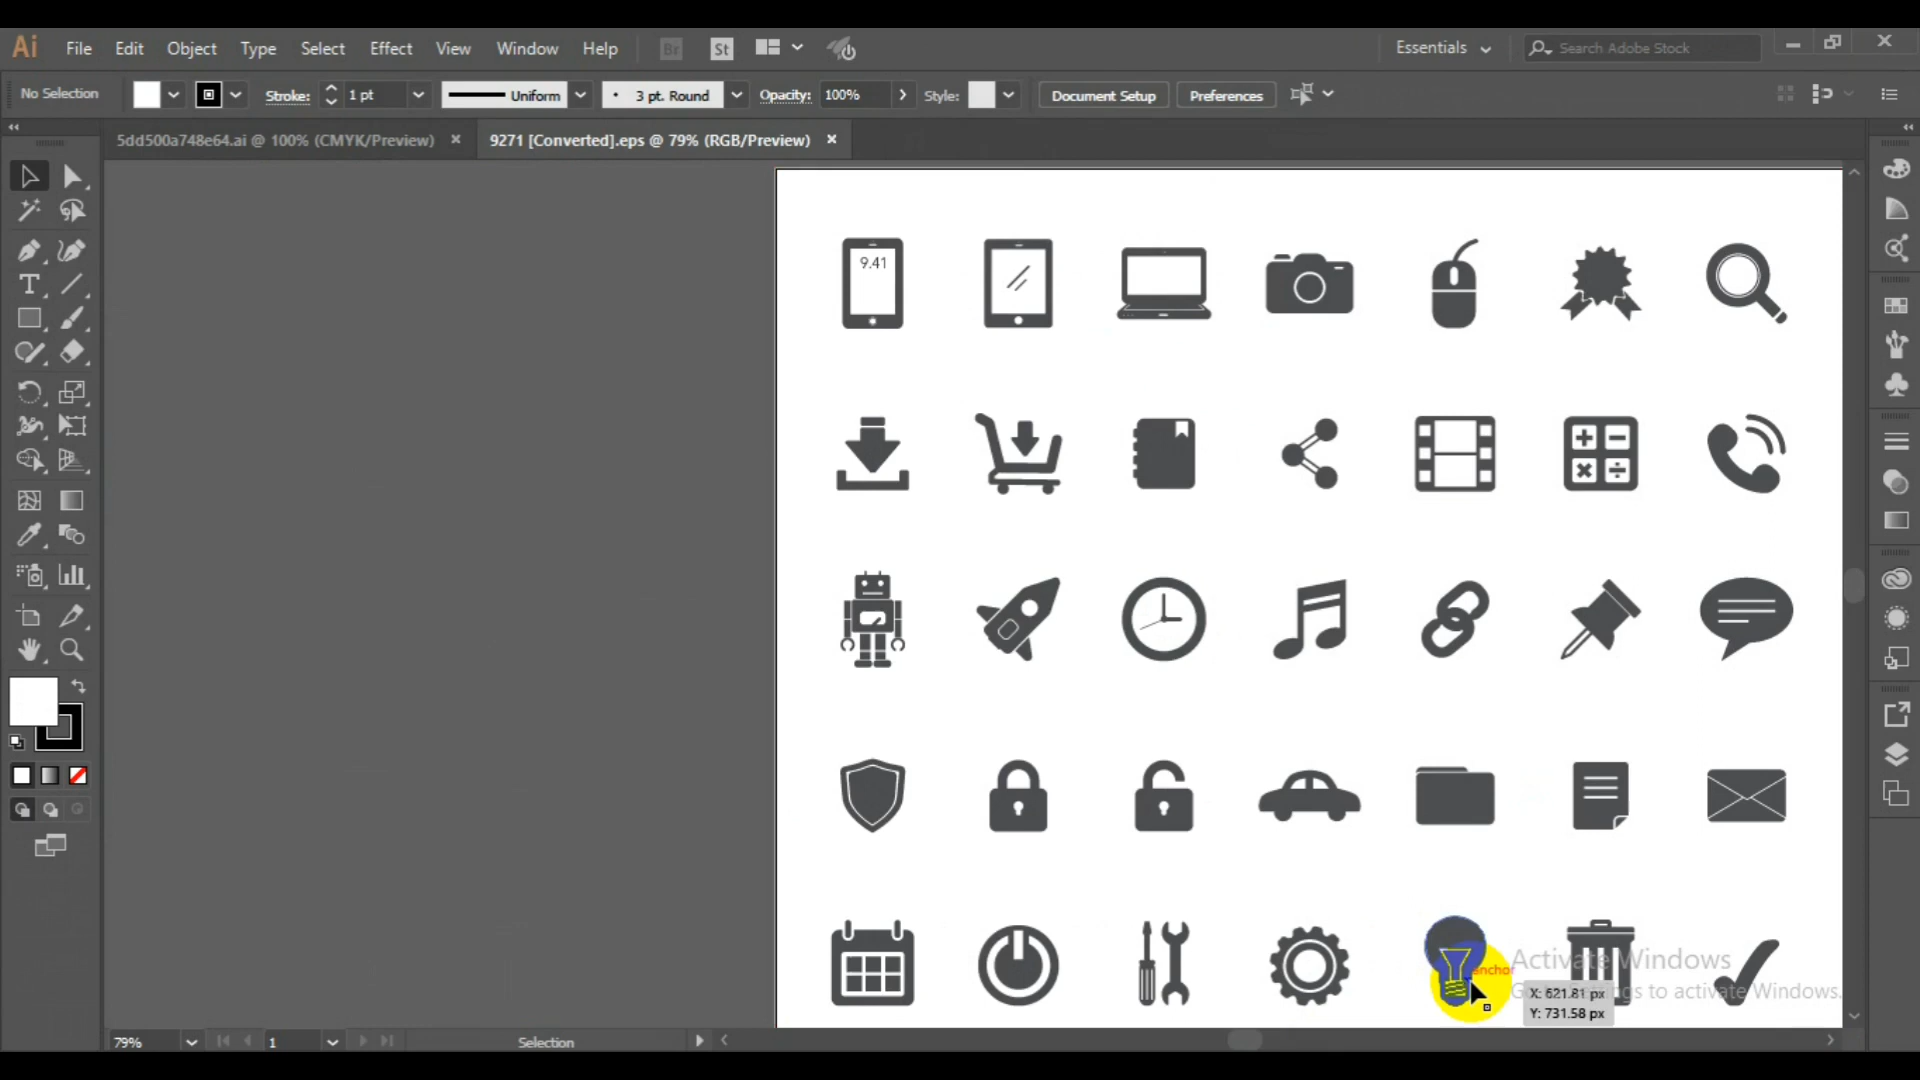 Ai File Edit Object Type Select Effect View Window Help Br St Essentials Search Adobe Stock
No Selection Stroke: 1 pt Uniform 3 pt. Round Opacity: 100% Style: Document Setup Preferences
5dd500a748e64.ai @ 100% (CMYK/Preview) 9271 [Converted].eps @ 79% (RGB/Preview)
9.41
Activate Windows
anchor
Go to Settings to activate Windows.
X: 621.81 px
Y: 731.58 px
79% 1 Selection